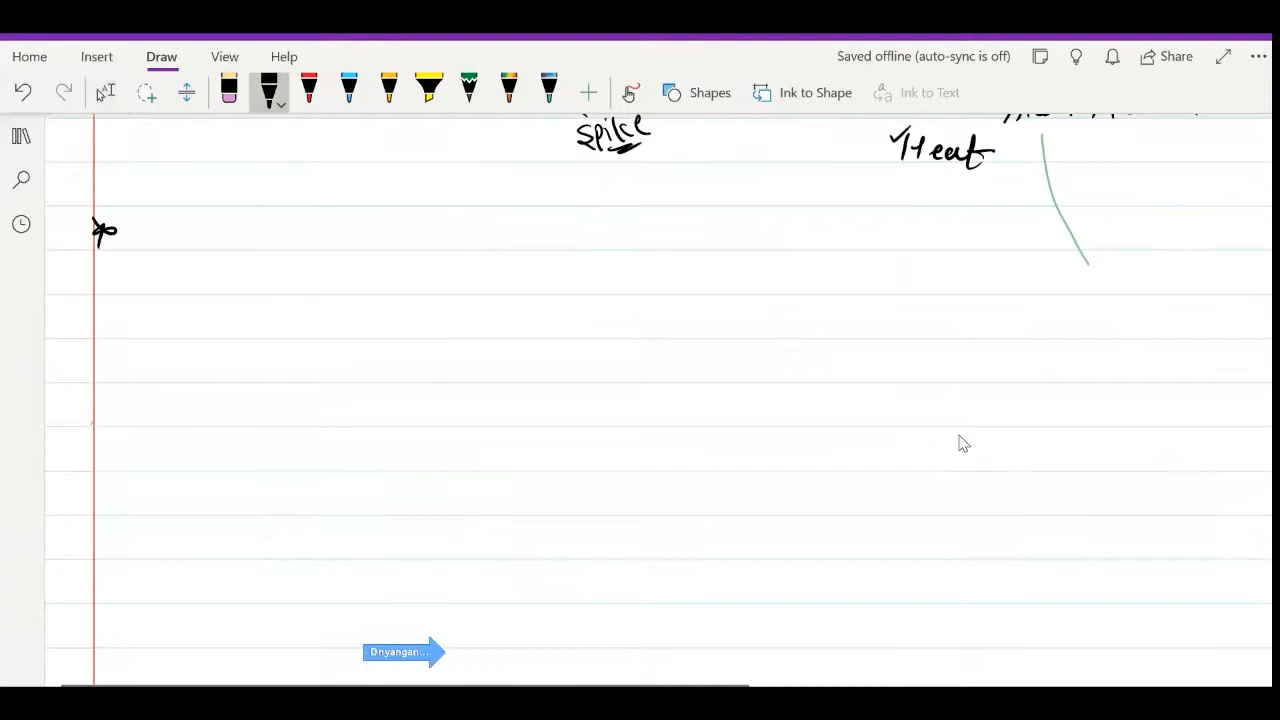 Home Insert Draw View Help Saved offline (auto-sync is off) Share
Shapes Ink to Shape Ink to Text
spike
Heat
Dnyangan...